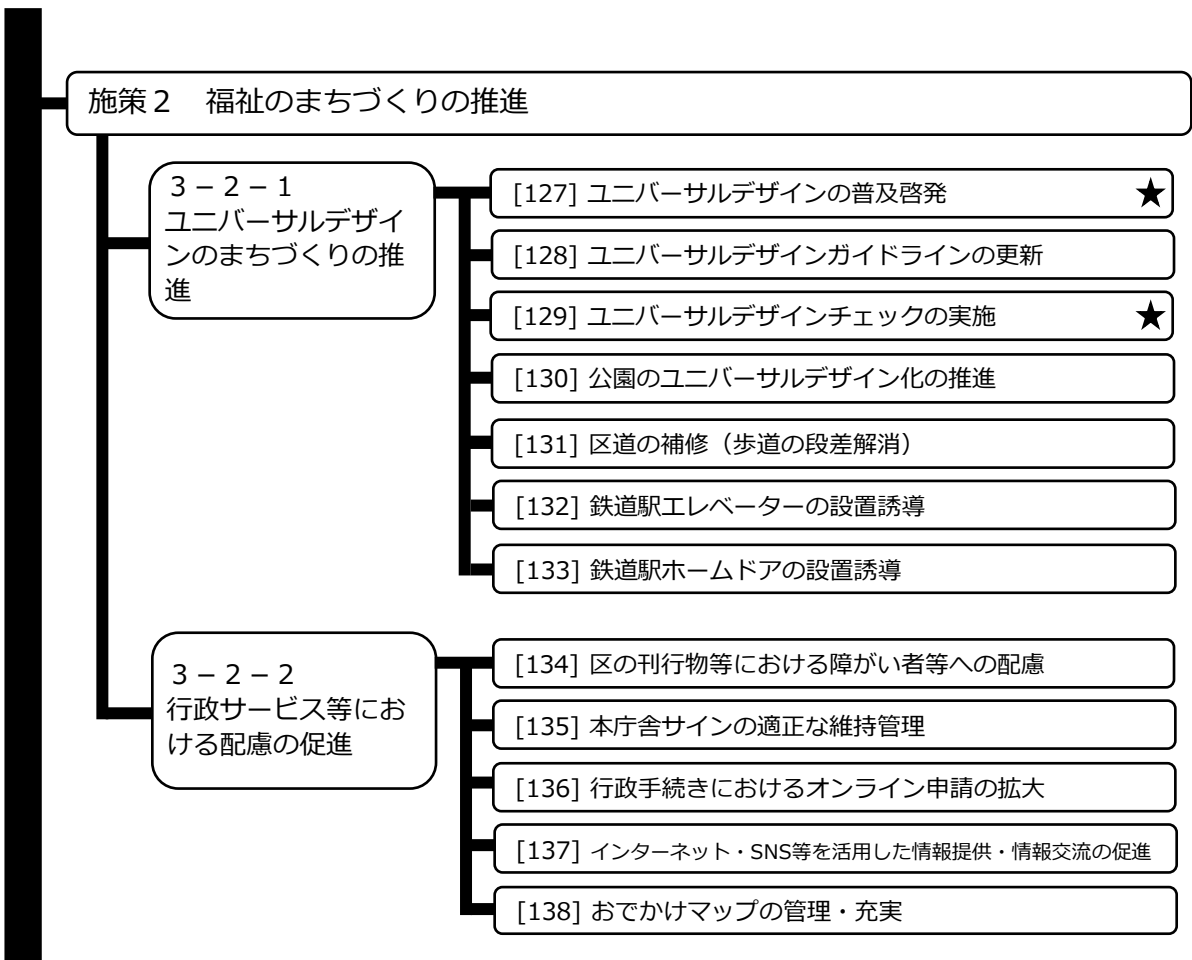 施策２　福祉のまちづくりの推進
３－２－１
ユニバーサルデザイ
ンのまちづくりの推
進
[127] ユニバーサルデザインの普及啓発 ★
[128] ユニバーサルデザインガイドラインの更新
[129] ユニバーサルデザインチェックの実施 ★
[130] 公園のユニバーサルデザイン化の推進
[131] 区道の補修（歩道の段差解消）
[132] 鉄道駅エレベーターの設置誘導
[133] 鉄道駅ホームドアの設置誘導
３－２－２
行政サービス等にお
ける配慮の促進
[134] 区の刊行物等における障がい者等への配慮
[135] 本庁舎サインの適正な維持管理
[136] 行政手続きにおけるオンライン申請の拡大
[137] インターネット・SNS等を活用した情報提供・情報交流の促進
[138] おでかけマップの管理・充実